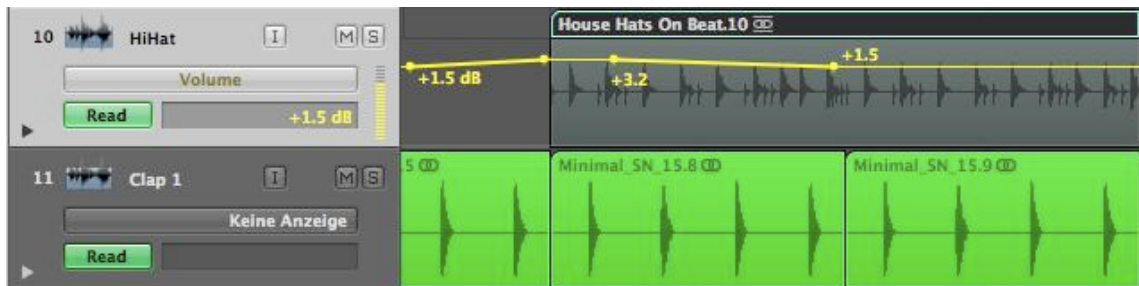 10 HiHat I M S
Volume
Read +1.5 dB
House Hats On Beat.10
+1.5 dB +3.2 +1.5
11 Clap 1 I M S
Keine Anzeige
Read
.5 Minimal_SN_15.8 Minimal_SN_15.9